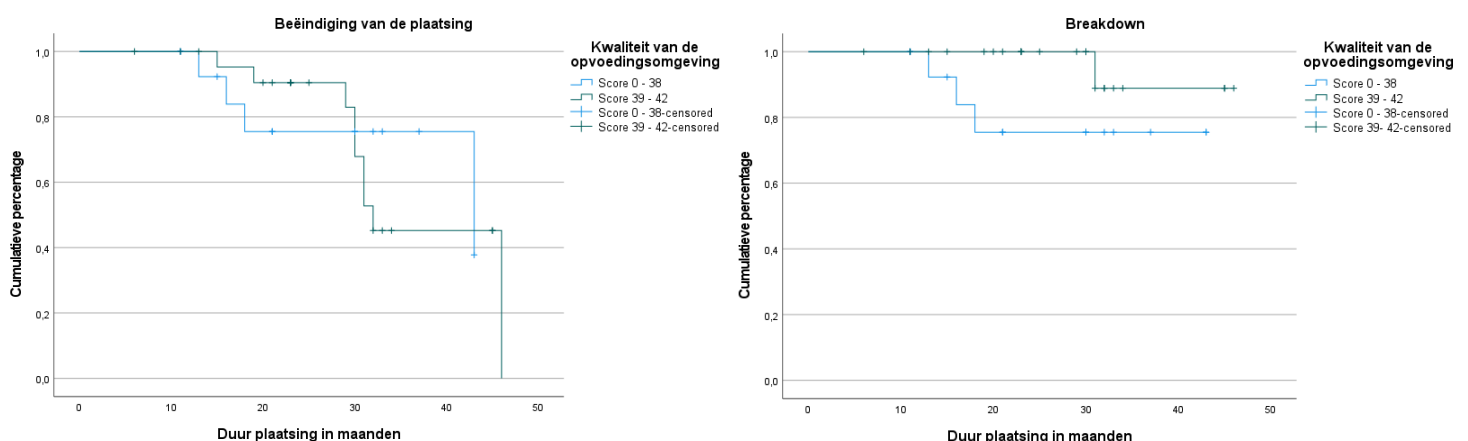 Beëindiging van de plaatsing
Kwaliteit van de
opvoedingsomgeving
Score 0 - 38
Score 39 - 42
Score 0 - 38-censored
Score 39 - 42-censored
Cumulatieve percentage
1,0
0,8
0,6
0,4
0,2
0,0
0 10 20 30 40 50
Duur plaatsing in maanden
Breakdown
Kwaliteit van de
opvoedingsomgeving
Score 0 - 38
Score 39 - 42
Score 0 - 38-censored
Score 39- 42-censored
Cumulatieve percentage
1,0
0,8
0,6
0,4
0,2
0,0
0 10 20 30 40 50
Duur plaatsing in maanden